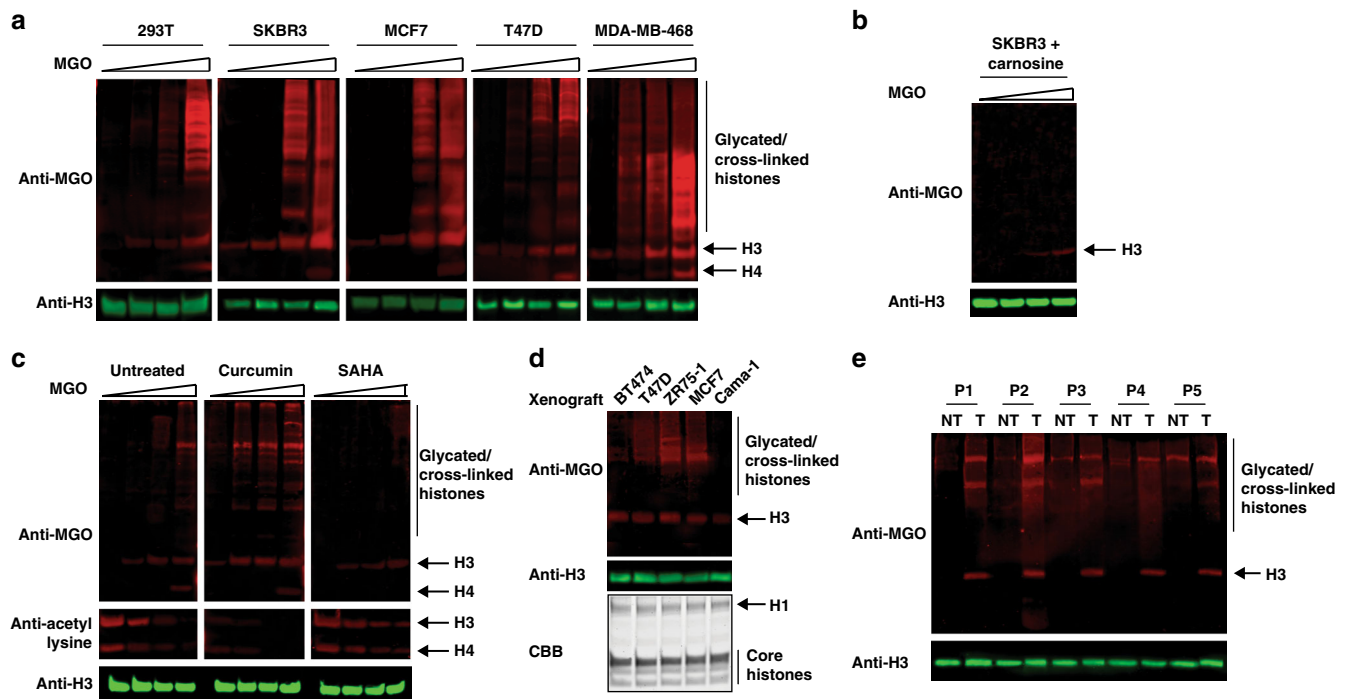 a
293T SKBR3 MCF7 T47D MDA-MB-468
MGO
Anti-MGO
Glycated/
cross-linked
histones
H3
H4
Anti-H3
b
SKBR3 +
carnosine
MGO
Anti-MGO
H3
Anti-H3
c
Untreated Curcumin SAHA
MGO
Glycated/
cross-linked
histones
Anti-MGO
H3
H4
Anti-acetyl
lysine
H3
H4
Anti-H3
d
Xenograft
BT474 T47D ZR75-1 MCF7 Cama-1
Anti-MGO
Glycated/
cross-linked
histones
H3
Anti-H3
H1
CBB
Core
histones
e
P1 P2 P3 P4 P5
NT T NT T NT T NT T NT T
Glycated/
cross-linked
histones
Anti-MGO
H3
Anti-H3